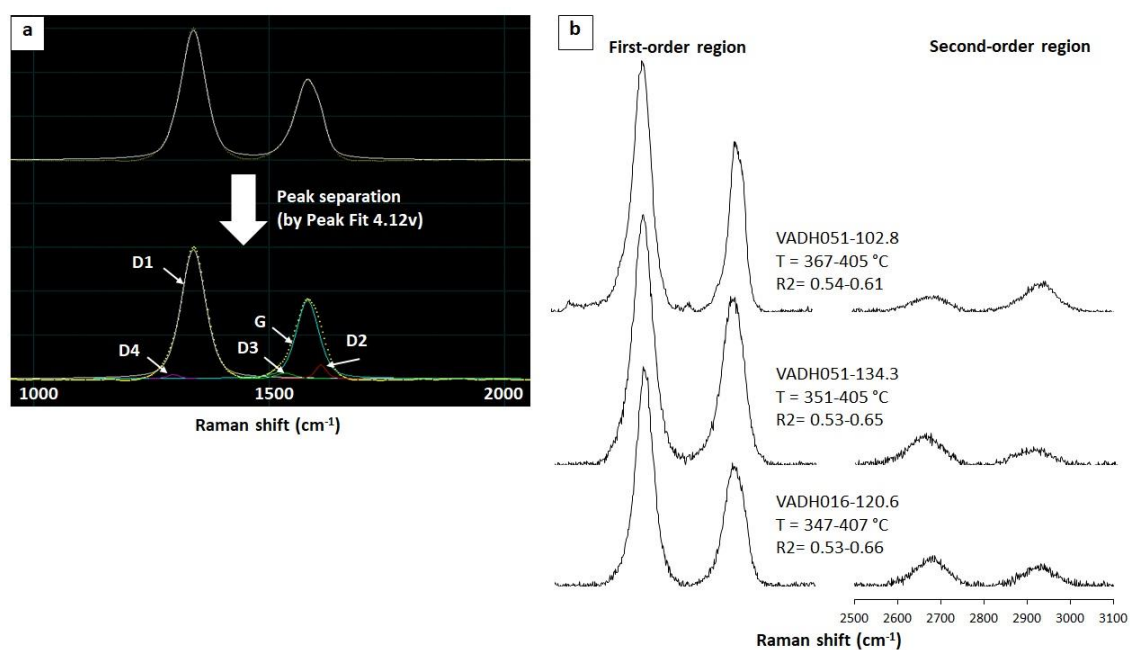 a
Peak separation
(by Peak Fit 4.12v)
D1
G
D2
D3
D4
1000 1500 2000
Raman shift (cm-1)
b
First-order region Second-order region
VADH051-102.8
T = 367-405 °C
R2= 0.54-0.61
VADH051-134.3
T = 351-405 °C
R2= 0.53-0.65
VADH016-120.6
T = 347-407 °C
R2= 0.53-0.66
2500 2600 2700 2800 2900 3000 3100
Raman shift (cm-1)